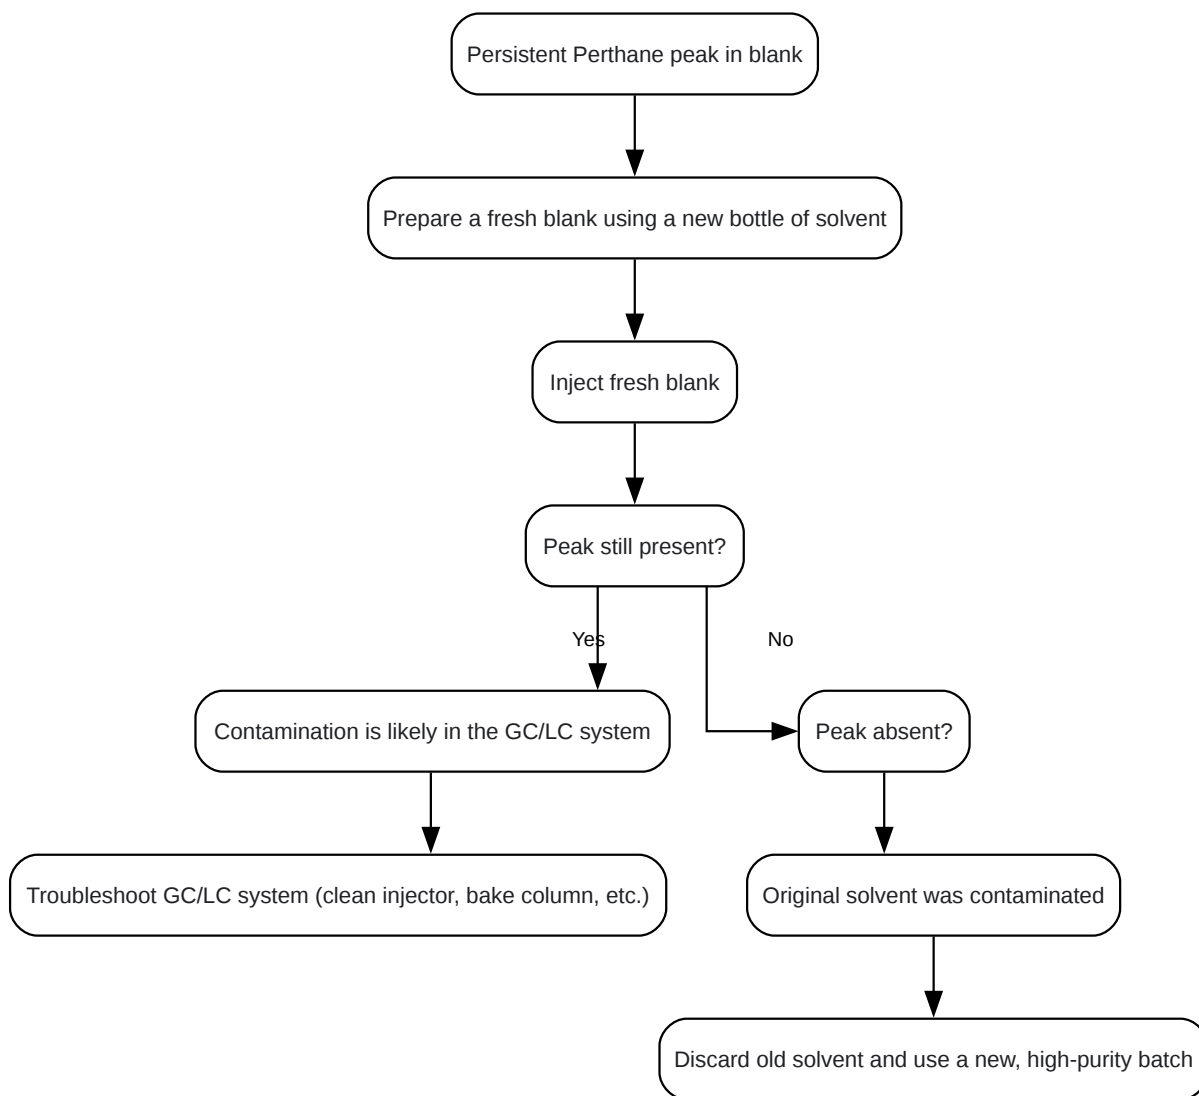 Persistent Perthane peak in blank
Prepare a fresh blank using a new bottle of solvent
Inject fresh blank
Peak still present?
Yes
No
Contamination is likely in the GC/LC system
Peak absent?
Troubleshoot GC/LC system (clean injector, bake column, etc.)
Original solvent was contaminated
Discard old solvent and use a new, high-purity batch